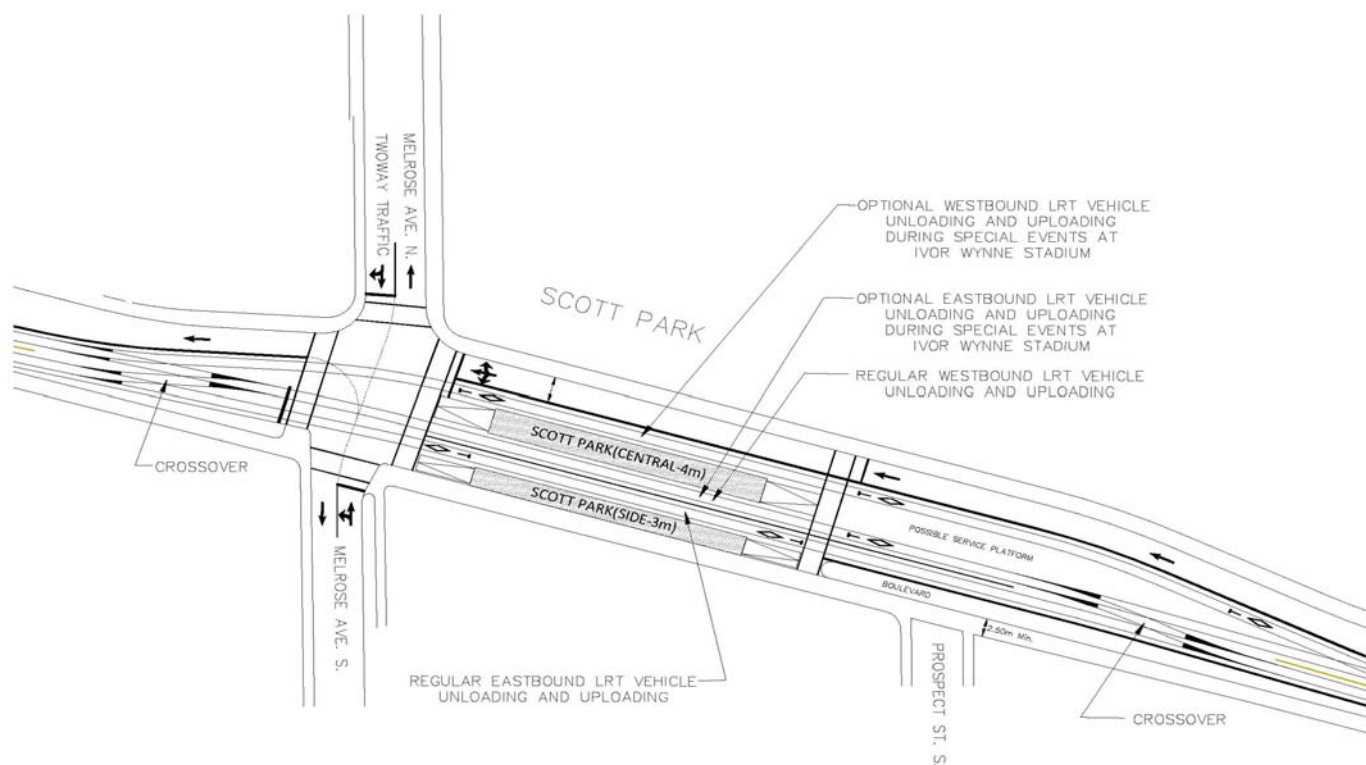 MELROSE AVE. N.
TWOWAY TRAFFIC
OPTIONAL WESTBOUND LRT VEHICLE
UNLOADING AND UPLOADING
DURING SPECIAL EVENTS AT
IVOR WYNNE STADIUM
SCOTT PARK
OPTIONAL EASTBOUND LRT VEHICLE
UNLOADING AND UPLOADING
DURING SPECIAL EVENTS AT
IVOR WYNNE STADIUM
REGULAR WESTBOUND LRT VEHICLE
UNLOADING AND UPLOADING
SCOTT PARK(CENTRAL-4m)
CROSSOVER
SCOTT PARK(SIDE-3m)
POSSIBLE SERVICE PLATFORM
BOULEVARD
MELROSE AVE. S.
2.50m Min.
REGULAR EASTBOUND LRT VEHICLE
UNLOADING AND UPLOADING
PROSPECT ST. S.
CROSSOVER